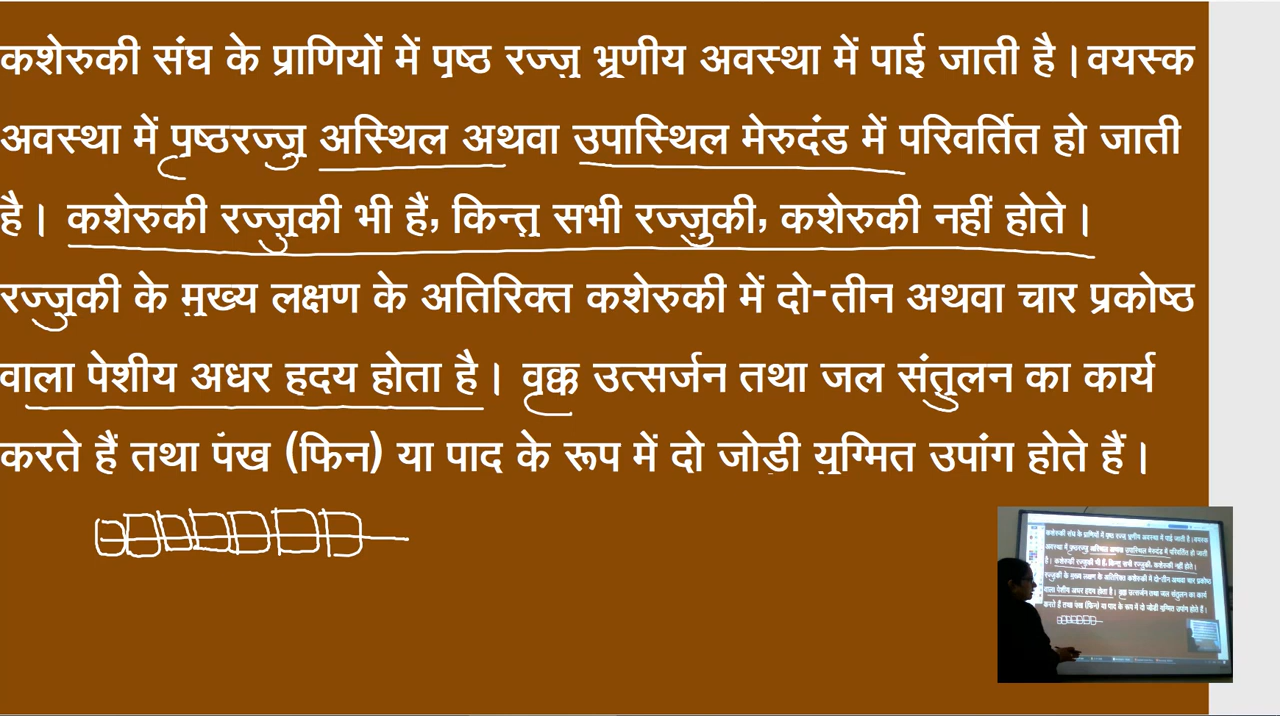 कशेरुकी संघ के प्राणियों में पृष्ठ रज्जु भ्रूणीय अवस्था में पाई जाती है। वयस्क
अवस्था में पृष्ठरज्जु अस्थिल अथवा उपास्थिल मेरुदंड में परिवर्तित हो जाती
है। कशेरुकी रज्जुकी भी हैं, किन्तु सभी रज्जुकी, कशेरुकी नहीं होते।
रज्जुकी के मुख्य लक्षण के अतिरिक्त कशेरुकी में दो-तीन अथवा चार प्रकोष्ठ
वाला पेशीय अधर हदय होता है। वृक्क उत्सर्जन तथा जल संतुलन का कार्य
करते हैं तथा पंख (फिन) या पाद के रूप में दो जोडी युग्मित उपांग होते हैं।